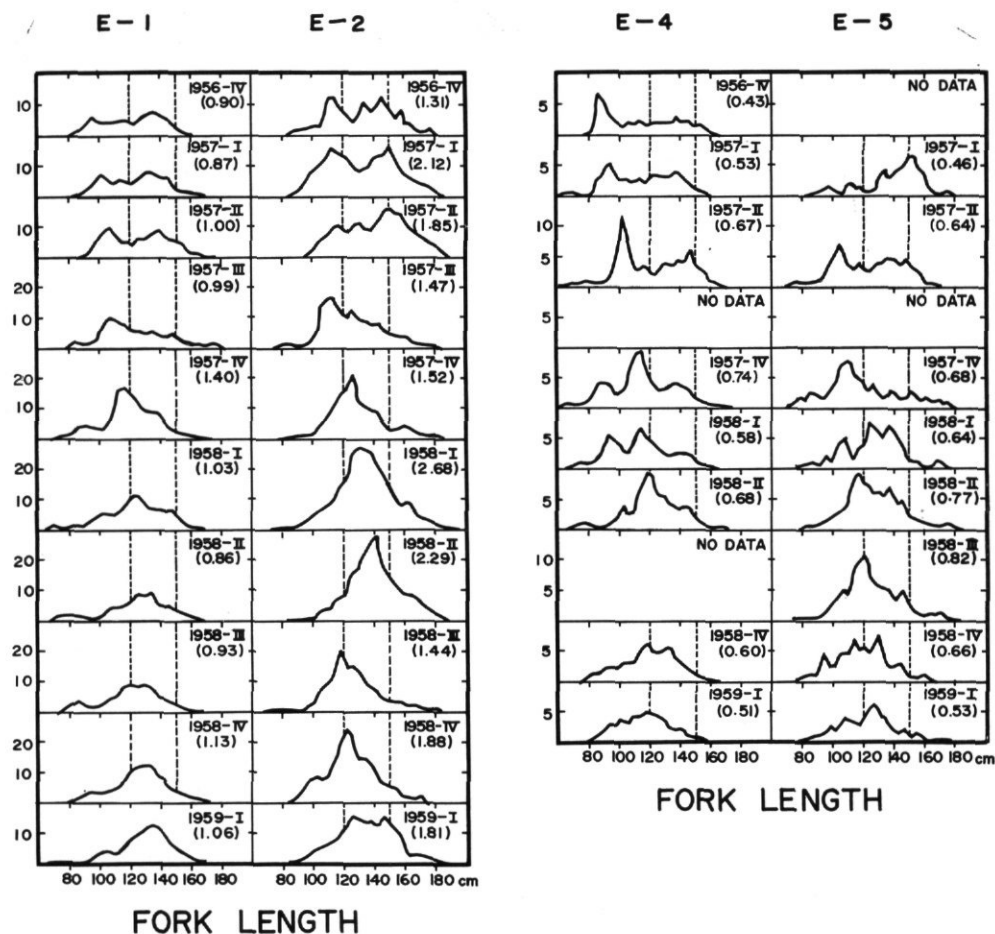 E-1 E-2 E-4 E-5
1956-IV
(0.90)
10
1956-IV
(1.31)
1957-I
(0.87)
10
1957-I
(2.12)
1957-II
(1.00)
10
1957-II
(1.85)
1957-III
(0.99)
20
10
1957-III
(1.47)
1957-IV
(1.40)
20
10
1957-IV
(1.52)
1958-I
(1.03)
20
10
1958-I
(2.68)
1958-II
(0.86)
20
10
1958-II
(2.29)
1958-III
(0.93)
10
1958-III
(1.44)
1958-IV
(1.13)
20
10
1958-IV
(1.88)
1959-I
(1.06)
10
1959-I
(1.81)
80 100 120 140 160 180 80 100 120 140 160 180 cm
FORK LENGTH
1956-IV
(0.43)
5
NO DATA
1957-I
(0.53)
5
1957-I
(0.46)
1957-II
(0.67)
10
5
1957-II
(0.64)
NO DATA
5
NO DATA
1957-IV
(0.74)
5
1957-IV
(0.68)
1958-I
(0.58)
5
1958-I
(0.64)
1958-II
(0.68)
5
1958-II
(0.77)
NO DATA
10
5
1958-III
(0.82)
1958-IV
(0.60)
5
1958-IV
(0.66)
1959-I
(0.51)
5
1959-I
(0.53)
80 100 120 140 160 180 80 100 120 140 160 180 cm
FORK LENGTH